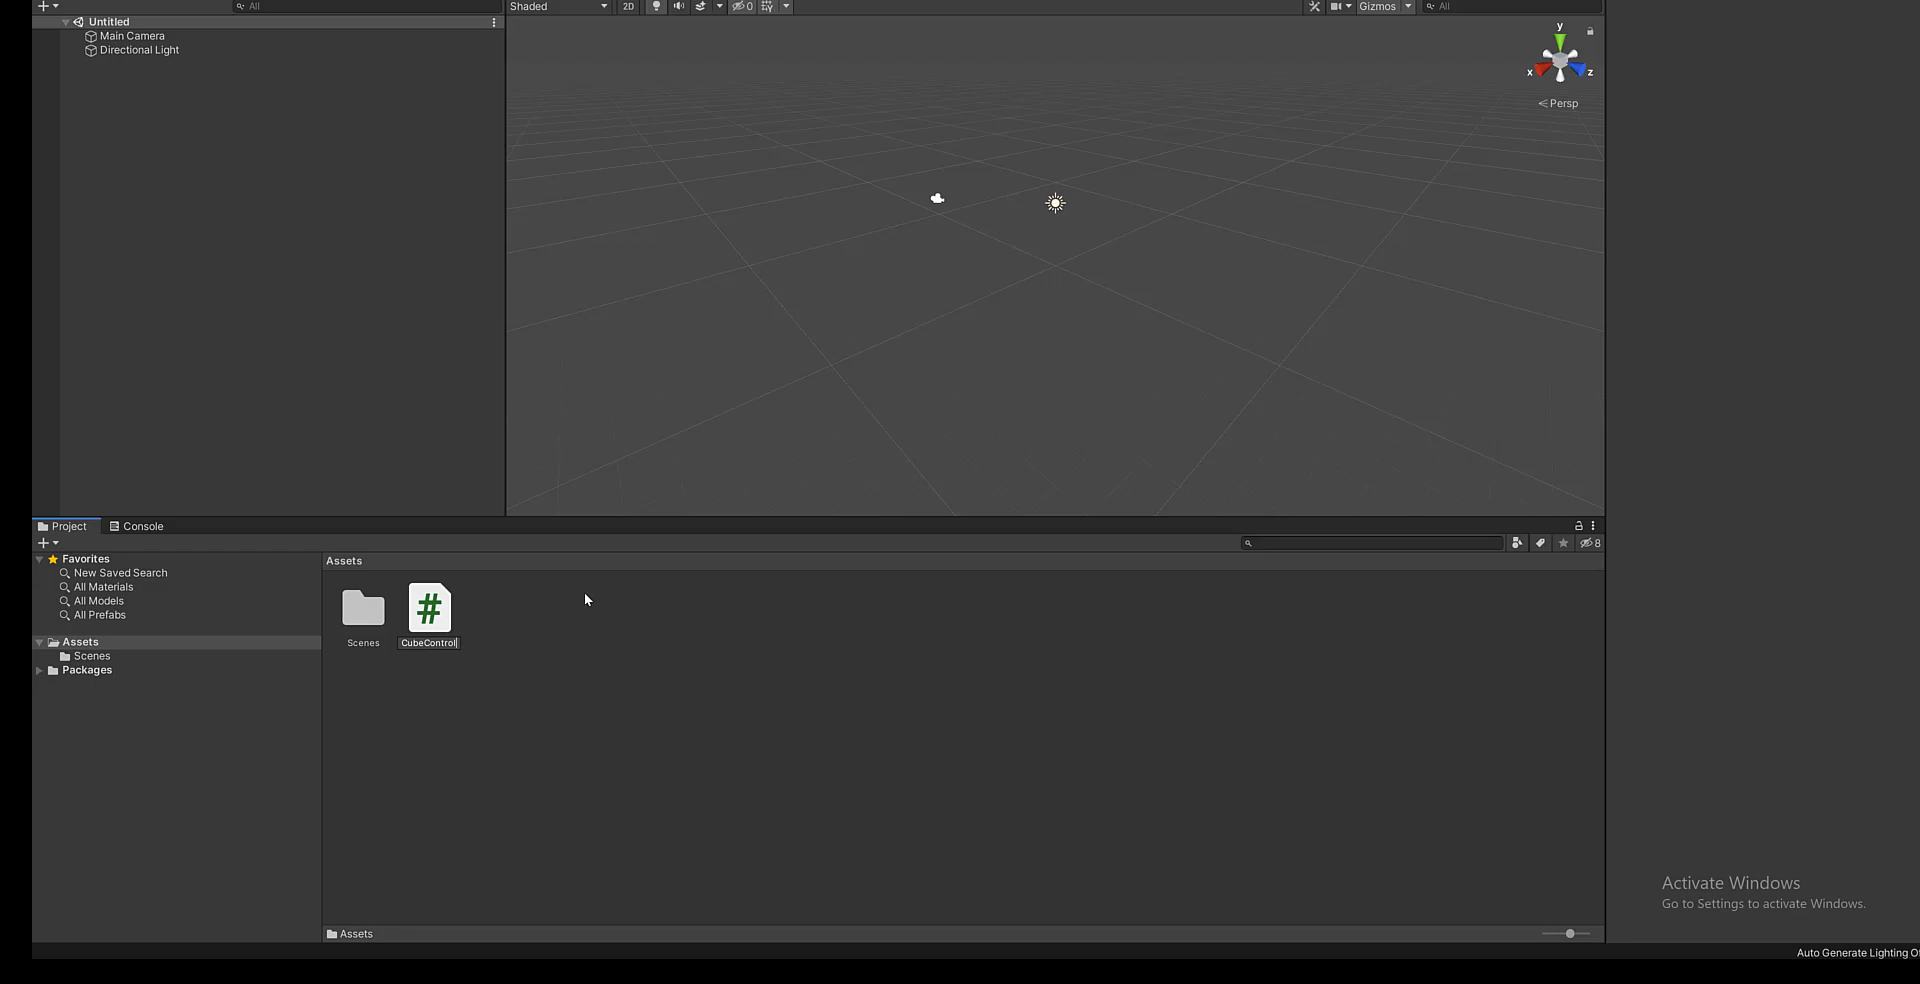 All
Shaded
2D
0
Gizmos
All
Untitled
Main Camera
Directional Light
y
x
z
Persp
Project
Console
8
Favorites
New Saved Search
All Materials
All Models
All Prefabs
Assets
Scenes
Packages
Assets
#
Scenes
CubeControl
Assets
Activate Windows
Go to Settings to activate Windows.
Auto Generate Lighting